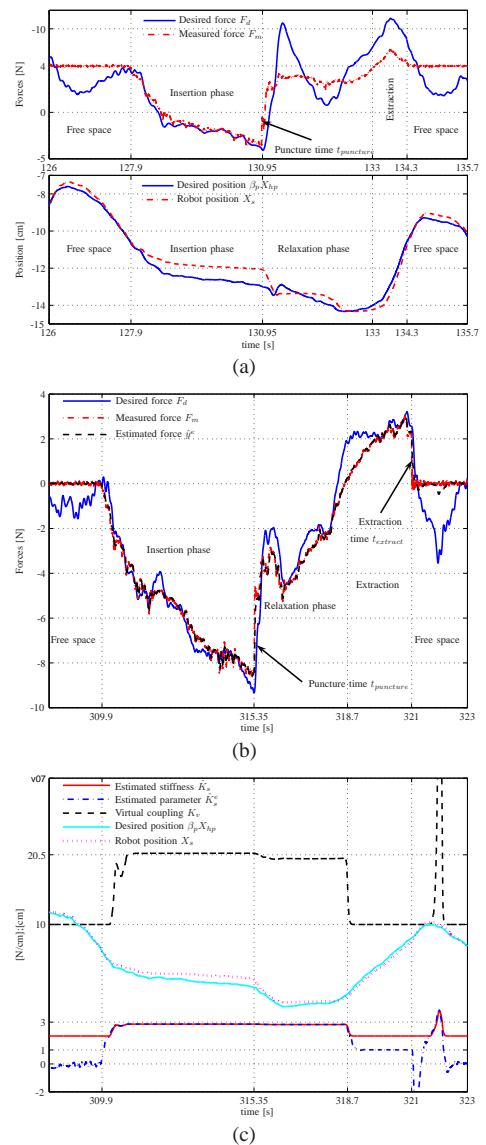 Desired force F_d
Measured force F_m
-10
4
0
-5
Forces [N]
Insertion phase
Free space
Puncture time t_puncture
Extraction
Free space
126 127.9 130.95 133 134.3 135.7
-7
-10
-12
-14
-15
Position [cm]
Desired position β_p X_hp
Robot position X_s
Free space
Insertion phase
Relaxation phase
Free space
126 127.9 130.95 133 134.3 135.7
time [s]
(a)
4
2
0
-2
-4
-6
-8
-10
Forces [N]
Desired force F_d
Measured force F_m
Estimated force ŷ^e
Insertion phase
Extraction
time t_extract
Extraction
Relaxation phase
Free space
Free space
Puncture time t_puncture
309.9 315.35 318.7 321 323
time [s]
(b)
v07
20.5
10
3
1
0
-2
[N/cm];[cm]
Estimated stiffness K̂_s
Estimated parameter K̂_s^e
Virtual coupling K_v
Desired position β_p X_hp
Robot position X_s
309.9 315.35 318.7 321 323
time [s]
(c)